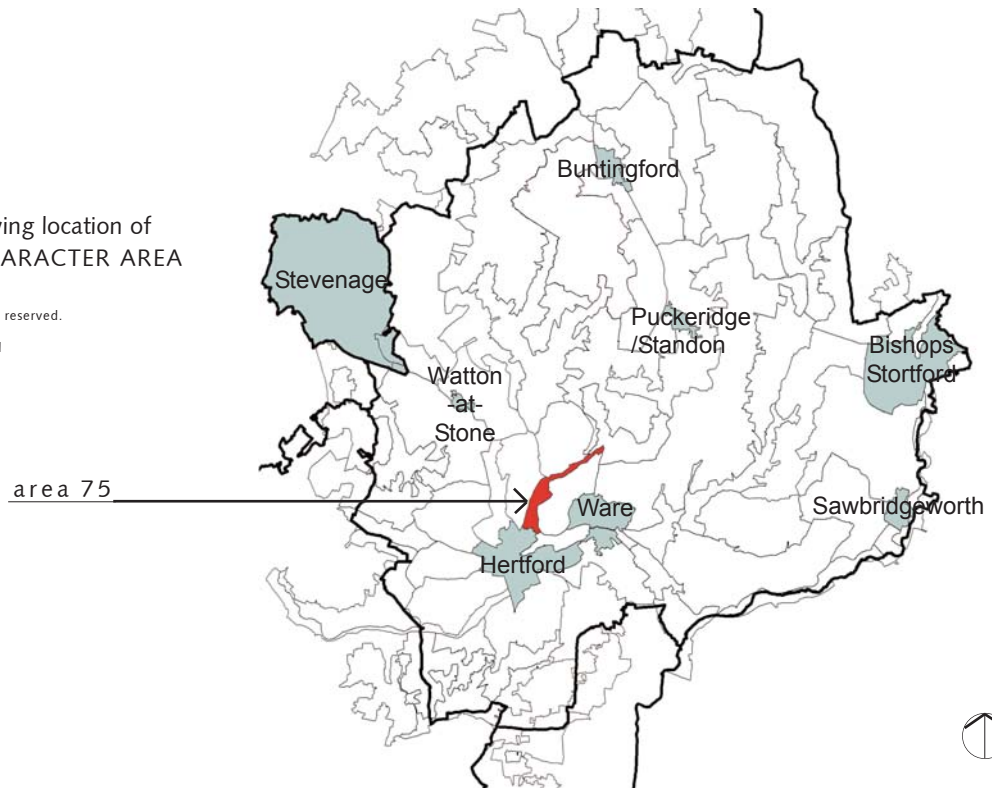 Buntingford
ing location of
ARACTER AREA
Stevenage
reserved.
Puckeridge
/Standon
Bishops
Stortford
Watton
-at-
Stone
area 75
Ware
Sawbridgeworth
Hertford